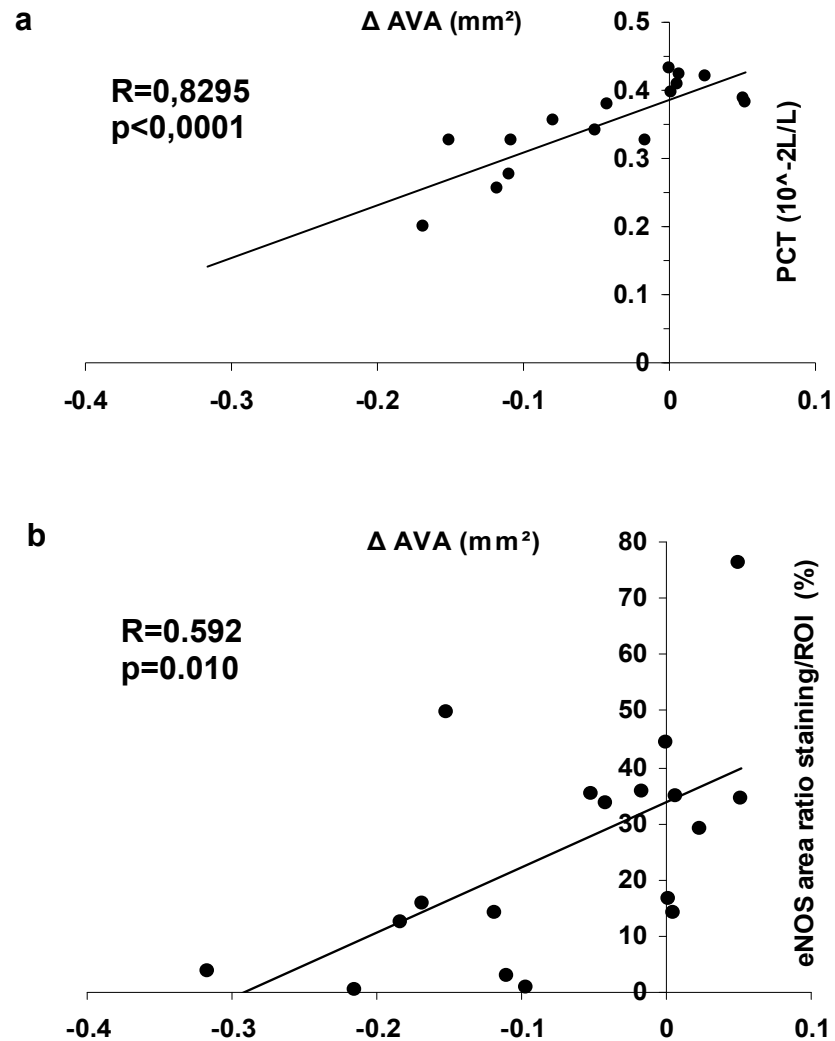 a
Δ AVA (mm²)
R=0,8295
p<0,0001
0.5
0.4
0.3
0.2
0.1
0
PCT (10^-2L/L)
-0.4 -0.3 -0.2 -0.1 0 0.1
b
Δ AVA (mm²)
R=0.592
p=0.010
80
70
60
50
40
30
20
10
0
eNOS area ratio staining/ROI (%)
-0.4 -0.3 -0.2 -0.1 0 0.1